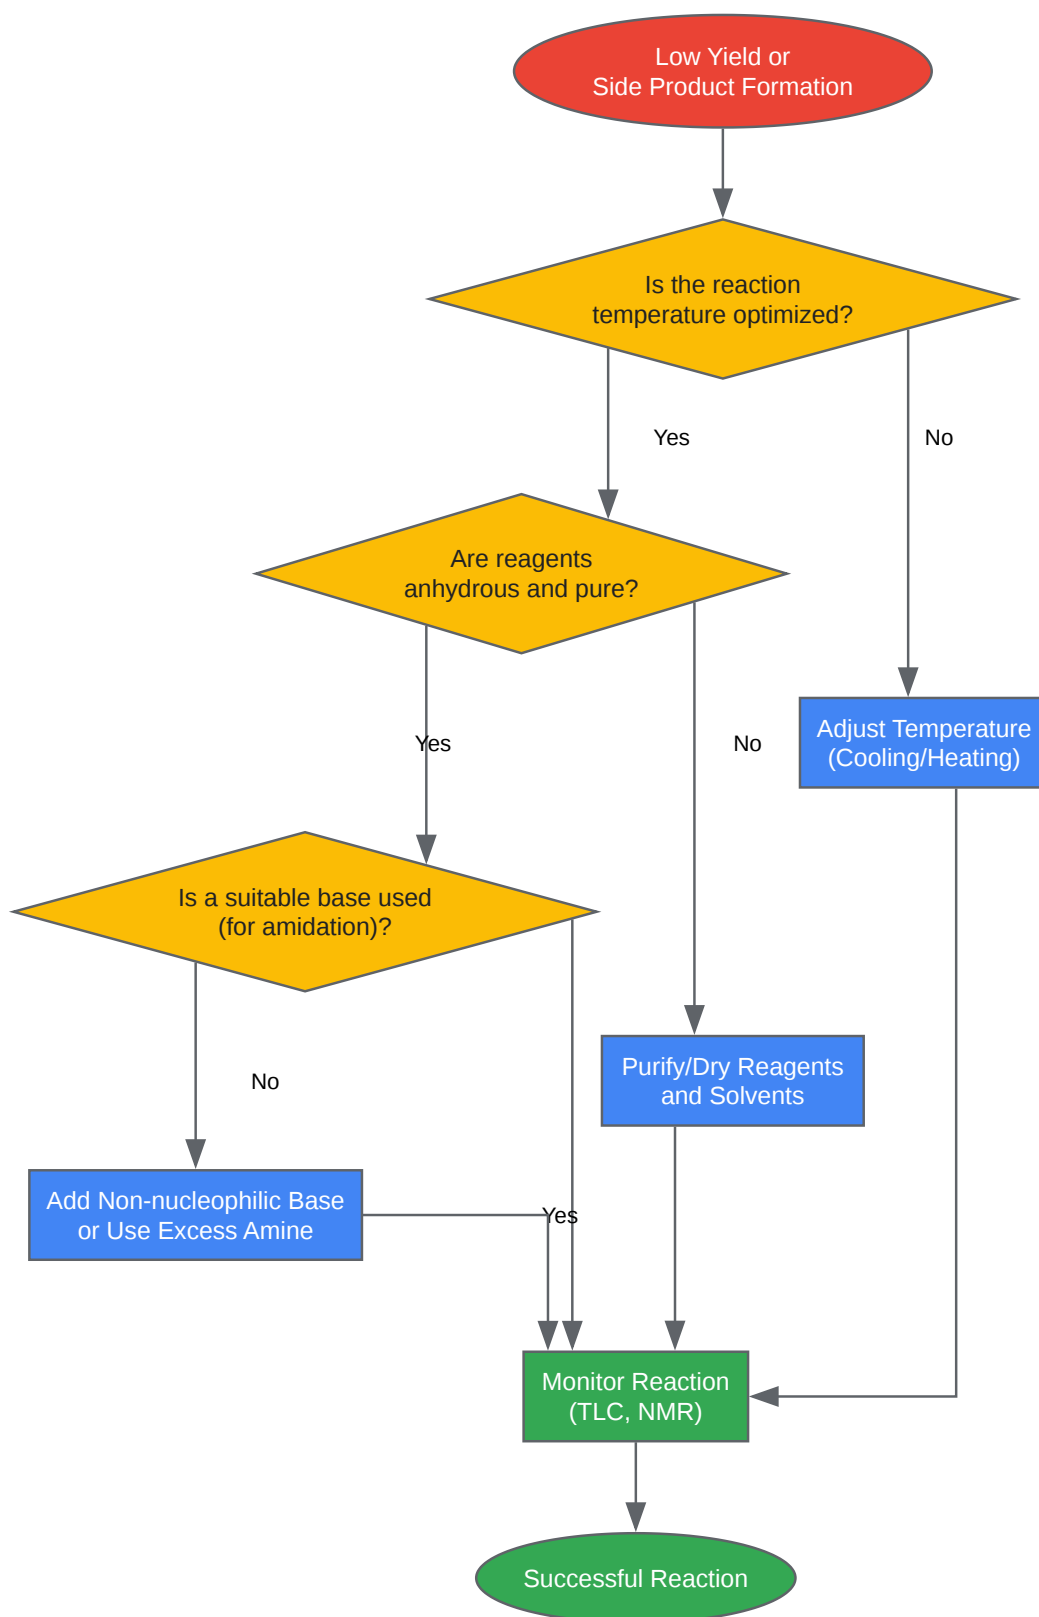 Low Yield or
Side Product Formation
Is the reaction
temperature optimized?
Yes
No
Are reagents
anhydrous and pure?
Adjust Temperature
(Cooling/Heating)
Yes
No
Is a suitable base used
(for amidation)?
Purify/Dry Reagents
and Solvents
No
Add Non-nucleophilic Base
or Use Excess Amine
Yes
Monitor Reaction
(TLC, NMR)
Successful Reaction